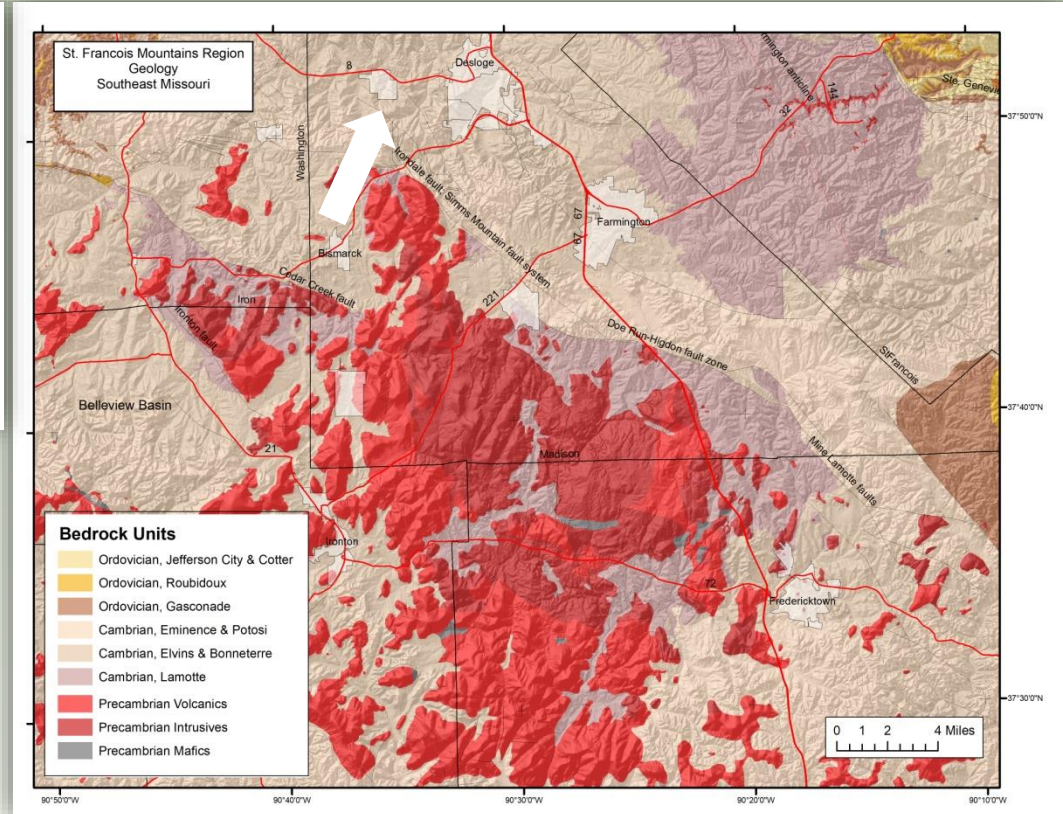 St. Francois Mountains Region
Geology
Southeast Missouri
8
Desloge
rmington anticline
144
32
Ste. Genevi
37°50'0"N
Washington
Irondale fault; Simms Mountain fault system
67
67
Farmington
Bismarck
Cedar Creek fault
Iron
Ironton fault
221
Doe Run-Higdon fault zone
StFrancois
Belleview Basin
37°40'0"N
21
Madison
Mine Lamotte faults
Ironton
72
Fredericktown
37°30'0"N
Bedrock Units
Ordovician, Jefferson City & Cotter
Ordovician, Roubidoux
Ordovician, Gasconade
Cambrian, Eminence & Potosi
Cambrian, Elvins & Bonneterre
Cambrian, Lamotte
Precambrian Volcanics
Precambrian Intrusives
Precambrian Mafics
0 1 2 4 Miles
90°50'0"W 90°40'0"W 90°30'0"W 90°20'0"W 90°10'0"W